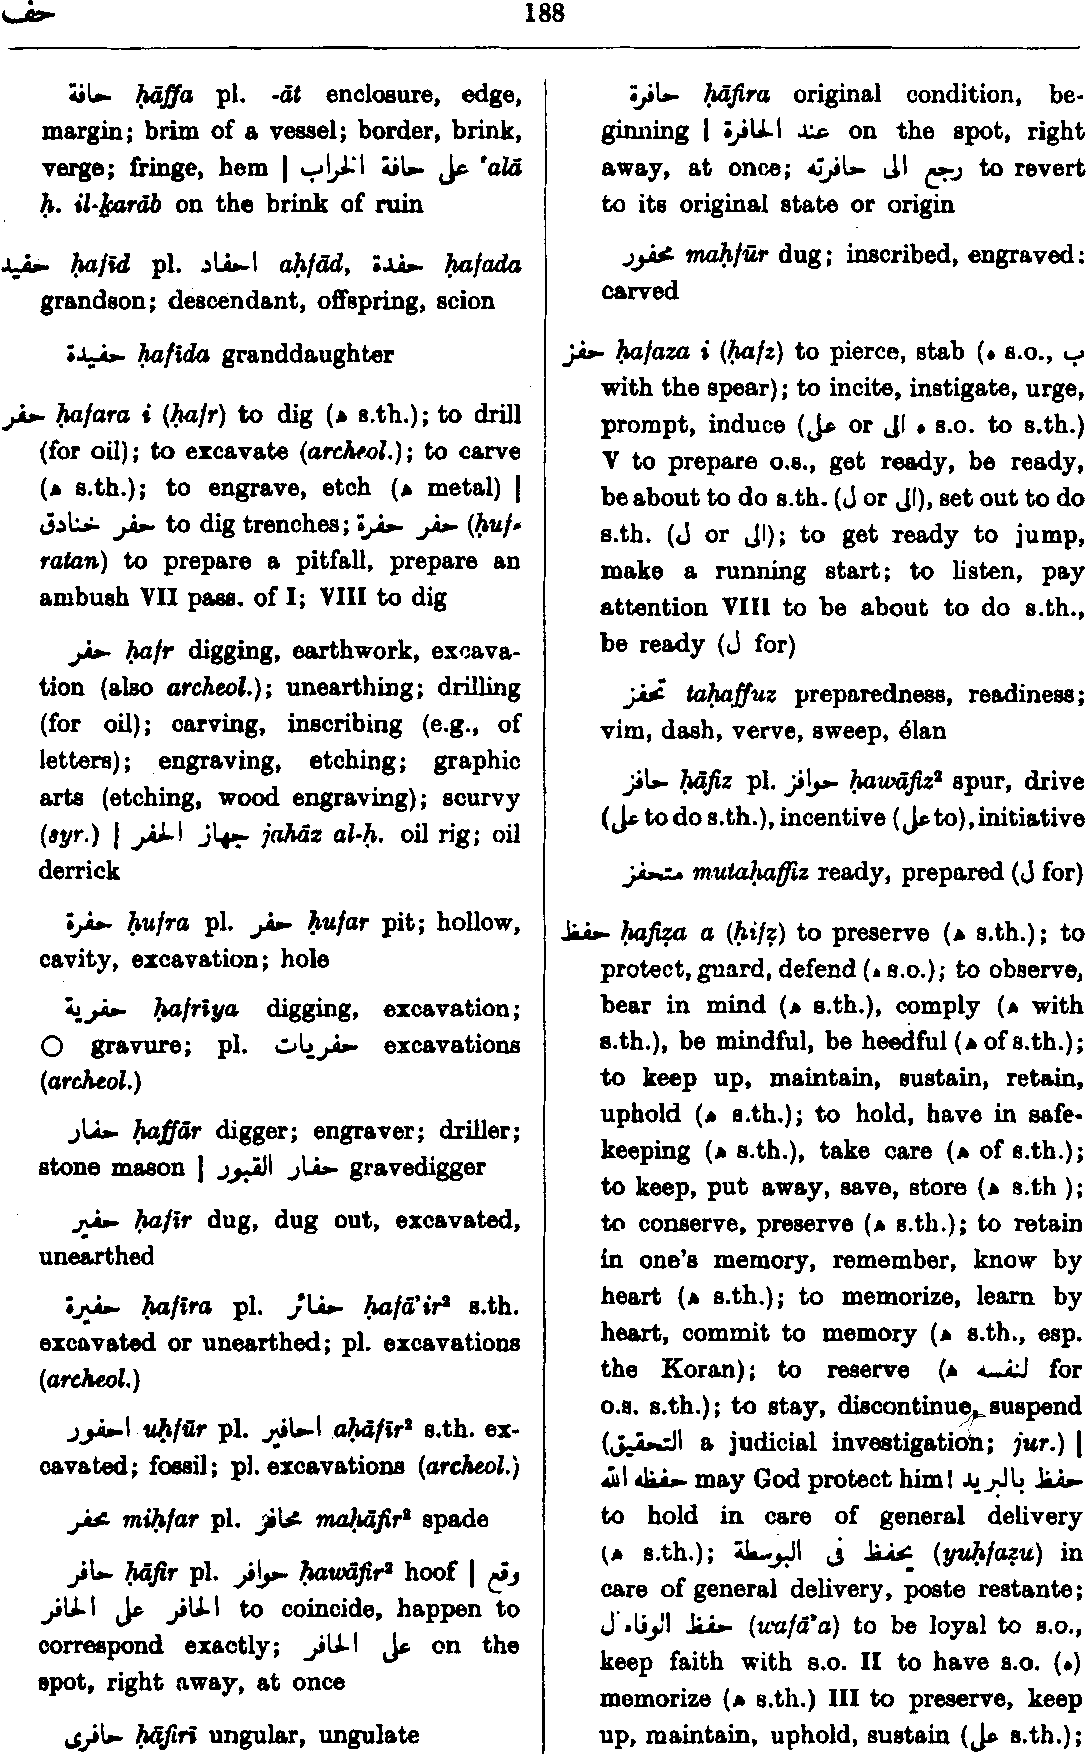 حف
188
حافة ḥāffa pl. -āt enclosure, edge,
margin; brim of a vessel; border, brink,
verge; fringe, hem | على حافة الخراب ʿalā
ḥ. il-ḵarāb on the brink of ruin
حفيد ḥafīd pl. احفاد aḥfād, حفدة ḥafada
grandson; descendant, offspring, scion
حفيدة ḥafida granddaughter
حفر ḥafara i (ḥafr) to dig (ه s.th.); to drill
(for oil); to excavate (archeol.); to carve
(ه s.th.); to engrave, etch (ه metal) |
حفر خنادق to dig trenches; حفر حفرة (ḥuf-
ratan) to prepare a pitfall, prepare an
ambush VII pass. of I; VIII to dig
حفر ḥafr digging, earthwork, excava-
tion (also archeol.); unearthing; drilling
(for oil); carving, inscribing (e.g., of
letters); engraving, etching; graphic
arts (etching, wood engraving); scurvy
(syr.) | جهاز الحفر jahāz al-ḥ. oil rig; oil
derrick
حفرة ḥufra pl. حفر ḥufar pit; hollow,
cavity, excavation; hole
حفرية ḥafrīya digging, excavation;
○ gravure; pl. حفريات excavations
(archeol.)
حفار ḥaffār digger; engraver; driller;
stone mason | حفار القبور gravedigger
حفير ḥafīr dug, dug out, excavated,
unearthed
حفيرة ḥafīra pl. حفائر ḥafā'ir² s.th.
excavated or unearthed; pl. excavations
(archeol.)
احفور uḥfūr pl. احافير aḥāfīr² s.th. ex-
cavated; fossil; pl. excavations (archeol.)
محفر miḥfar pl. محافر maḥāfir² spade
حافر ḥāfir pl. حوافر ḥawāfir² hoof | وقع
الحافر على الحافر to coincide, happen to
correspond exactly; على الحافر on the
spot, right away, at once
حافرى ḥāfirī ungular, ungulate
حافرة ḥāfira original condition, be-
ginning | عند الحافرة on the spot, right
away, at once; رجع الى حافرته to revert
to its original state or origin
محفور maḥfūr dug; inscribed, engraved;
carved
حفز ḥafaza i (ḥafz) to pierce, stab (ه s.o., ب
with the spear); to incite, instigate, urge,
prompt, induce (على or الى ه s.o. to s.th.)
V to prepare o.s., get ready, be ready,
be about to do s.th. (ل or الى), set out to do
s.th. (ل or الى); to get ready to jump,
make a running start; to listen, pay
attention VIII to be about to do s.th.,
be ready (ل for)
تحفز taḥaffuz preparedness, readiness;
vim, dash, verve, sweep, élan
حافز ḥāfiz pl. حوافز ḥawāfiz² spur, drive
(على to do s.th.), incentive (على to), initiative
متحفز mutaḥaffiz ready, prepared (ل for)
حفظ ḥafiẓa a (ḥifẓ) to preserve (ه s.th.); to
protect, guard, defend (ه s.o.); to observe,
bear in mind (ه s.th.), comply (ه with
s.th.), be mindful, be heedful (ه of s.th.);
to keep up, maintain, sustain, retain,
uphold (ه s.th.); to hold, have in safe-
keeping (ه s.th.), take care (ه of s.th.);
to keep, put away, save, store (ه s.th );
to conserve, preserve (ه s.th.); to retain
in one's memory, remember, know by
heart (ه s.th.); to memorize, learn by
heart, commit to memory (ه s.th., esp.
the Koran); to reserve (ه لنفسه for
o.s. s.th.); to stay, discontinue, suspend
(التحقيق a judicial investigation; jur.) |
حفظه الله may God protect him! حفظ بالبريد
to hold in care of general delivery
(ه s.th.); يحفظ فى البوسطة (yuḥfaẓu) in
care of general delivery, poste restante;
حفظ الوفاء ل (wafā'a) to be loyal to s.o.,
keep faith with s.o. II to have s.o. (ه)
memorize (ه s.th.) III to preserve, keep
up, maintain, uphold, sustain (على s.th.);